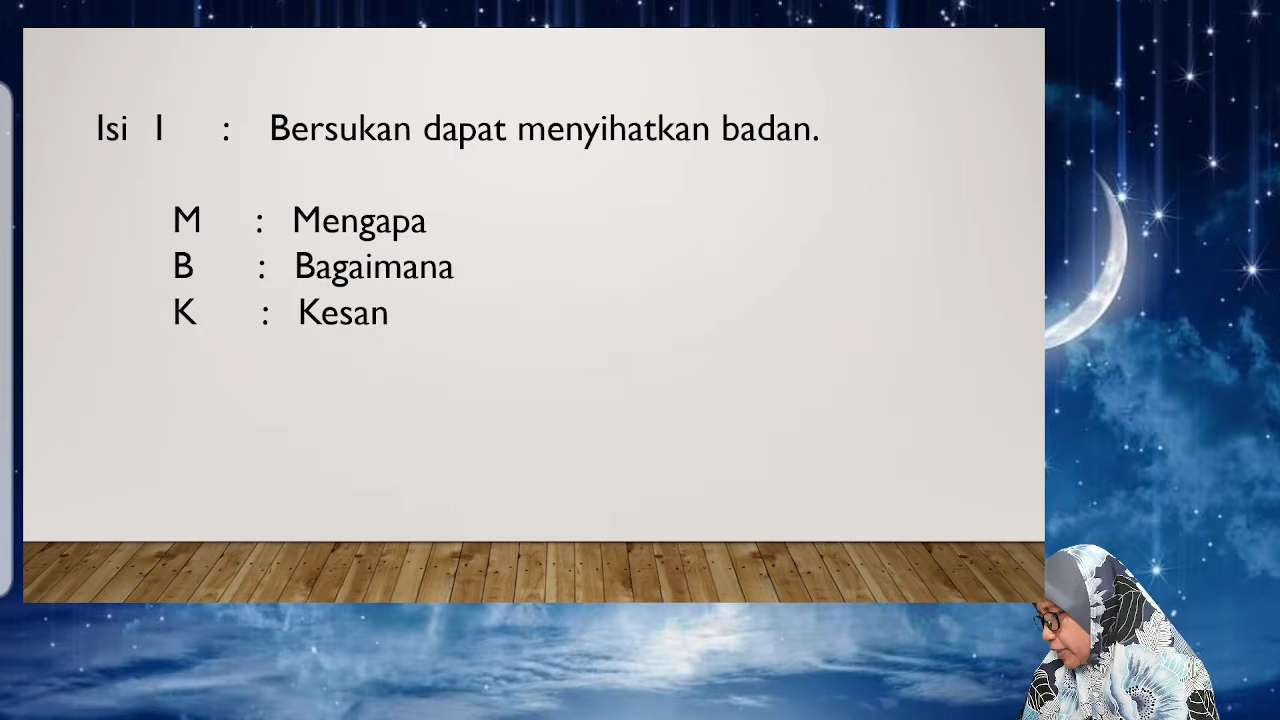 Isi 1 : Bersukan dapat menyihatkan badan.
M : Mengapa
B : Bagaimana
K : Kesan